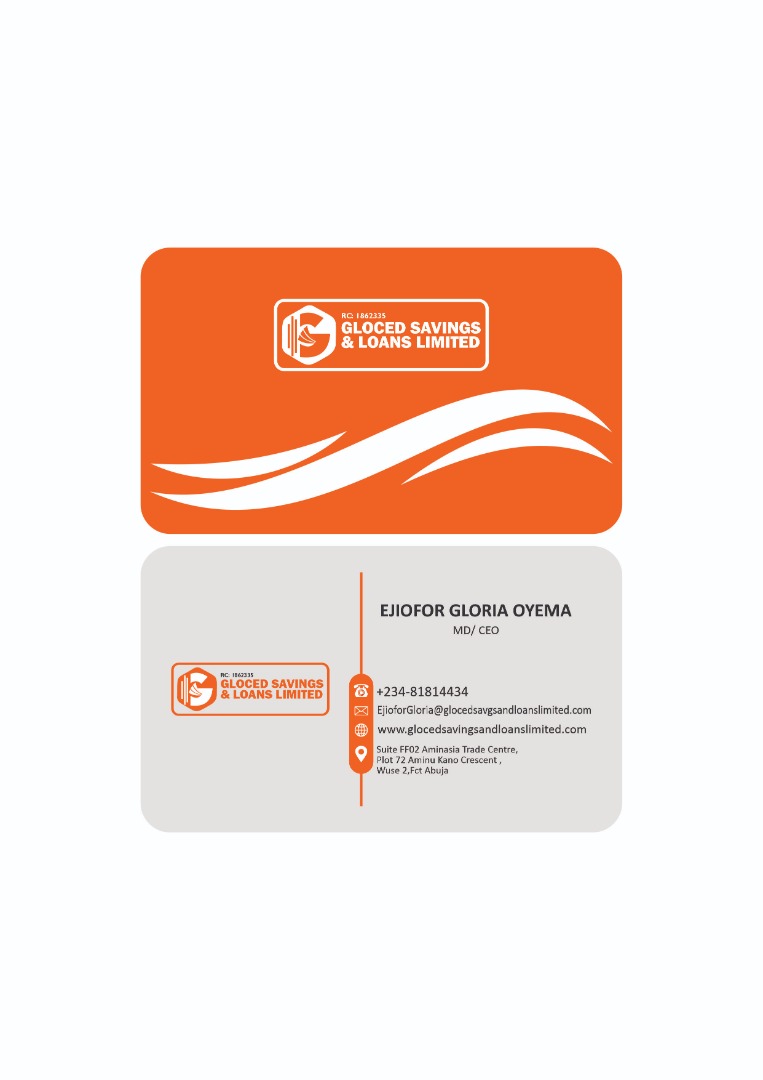 RC: 1862335
GLOCED SAVINGS
& LOANS LIMITED
EJIOFOR GLORIA OYEMA
MD/ CEO
RC: 1862335
GLOCED SAVINGS
& LOANS LIMITED
+234-81814434
EjioforGloria@glocedsavgsandloanslimited.com
www.glocedsavingsandloanslimited.com
Suite FF02 Aminasia Trade Centre,
Plot 72 Aminu Kano Crescent ,
Wuse 2,Fct Abuja